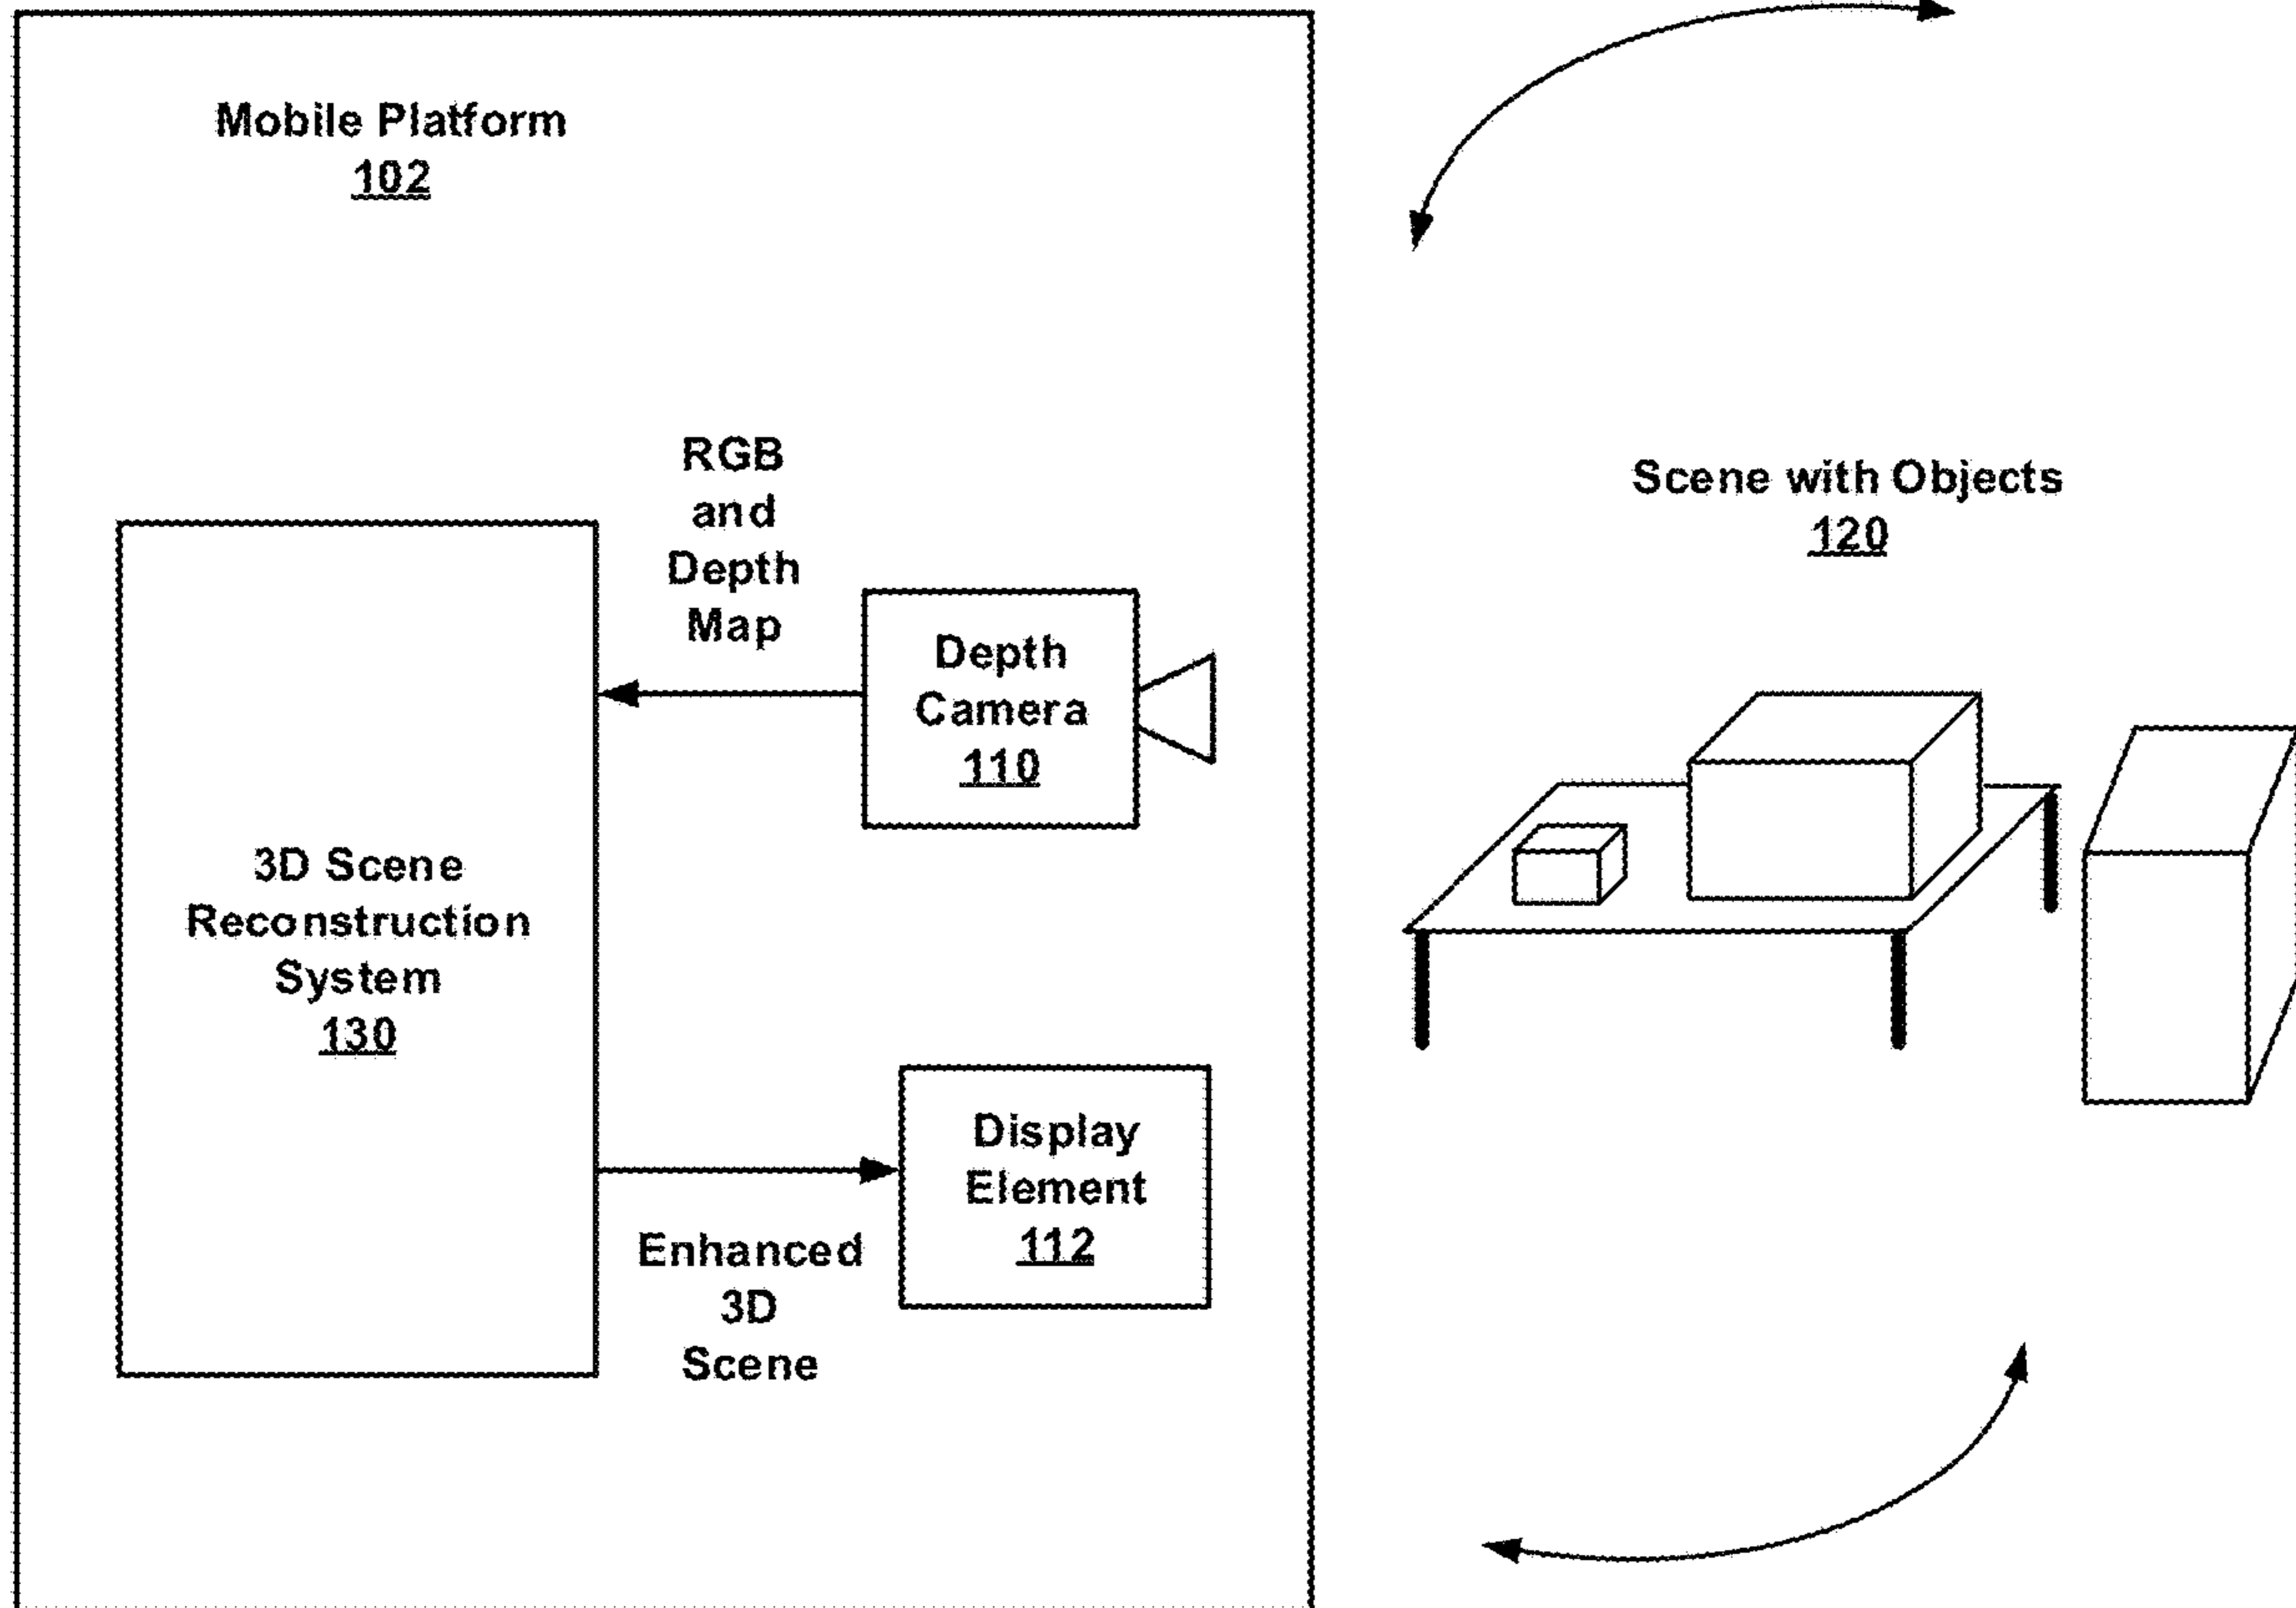 Mobile Platform
102
RGB
and
Depth
Map
Depth
Camera
110
3D Scene
Reconstruction
System
130
Display
Element
112
Enhanced
3D
Scene
Scene with Objects
120